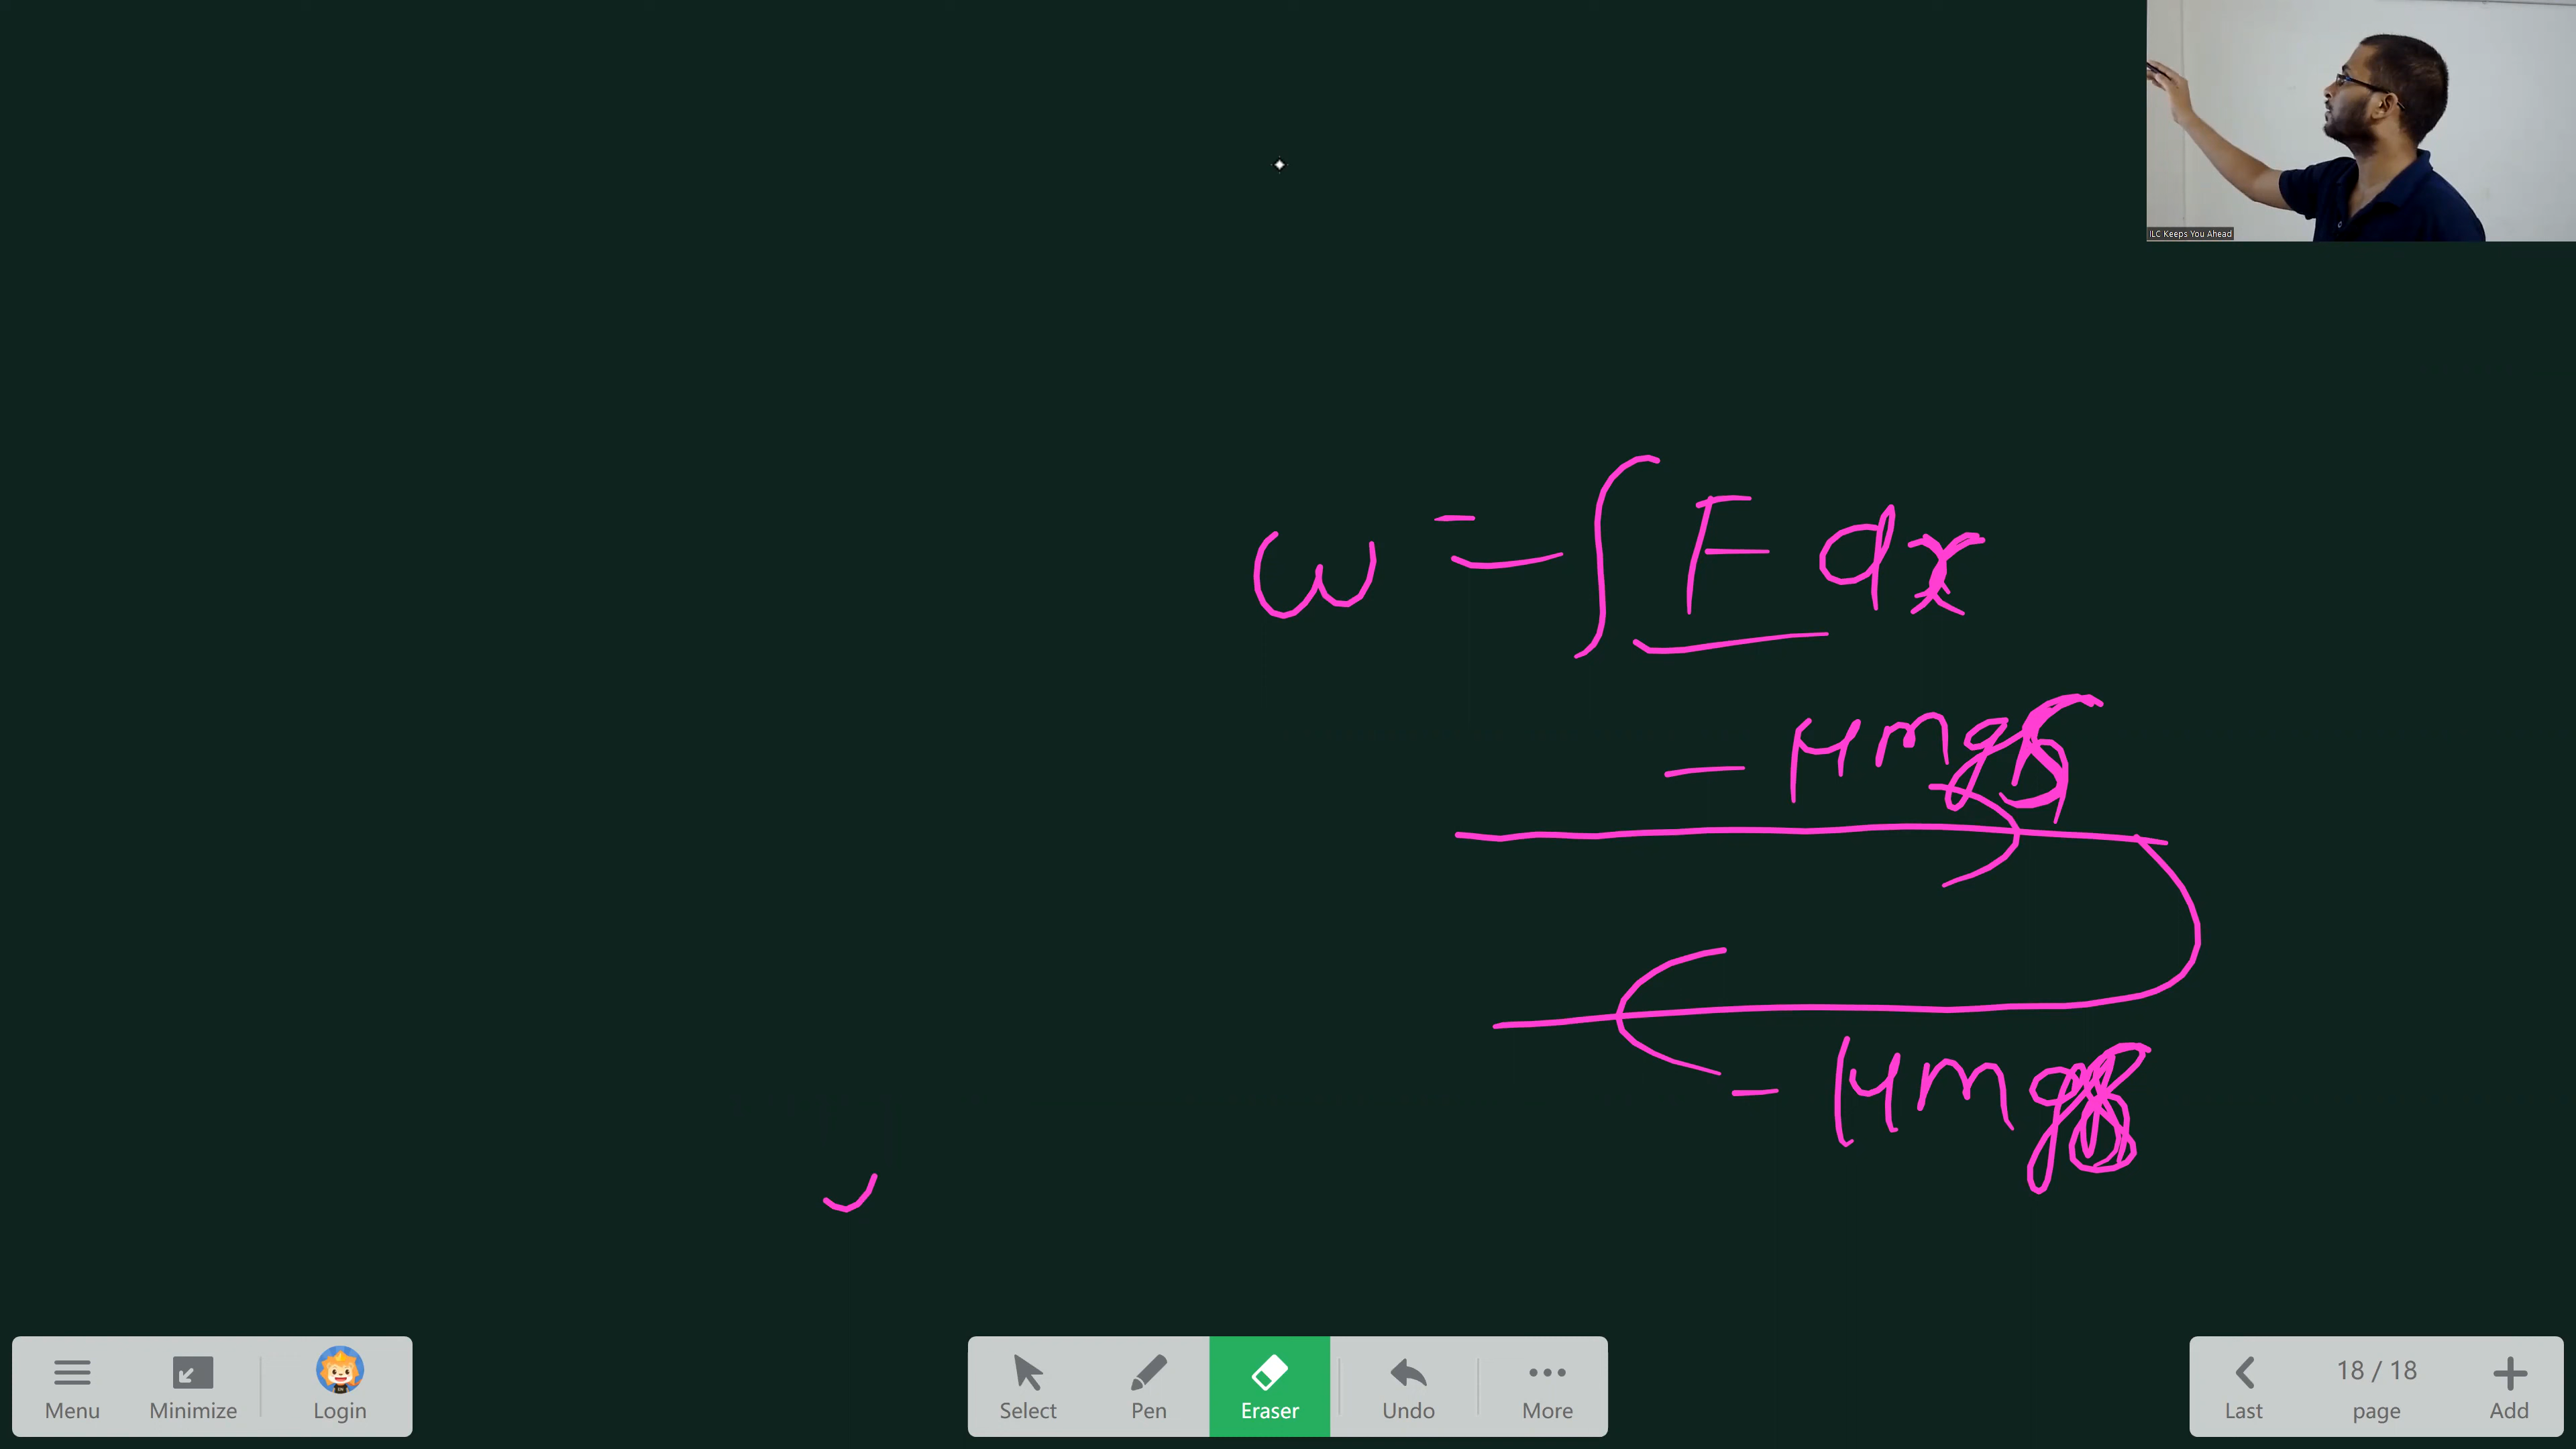 ILC Keeps You Ahead
ω = ∫ F dx
- μmgs
- μmg
Menu Minimize Login
Select Pen Eraser Undo More
Last 18 / 18 page Add